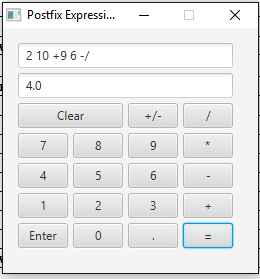 Postfix Expressi...
2 10 +9 6 -/
4.0
Clear +/- /
7 8 9 *
4 5 6 -
1 2 3 +
Enter 0 . =